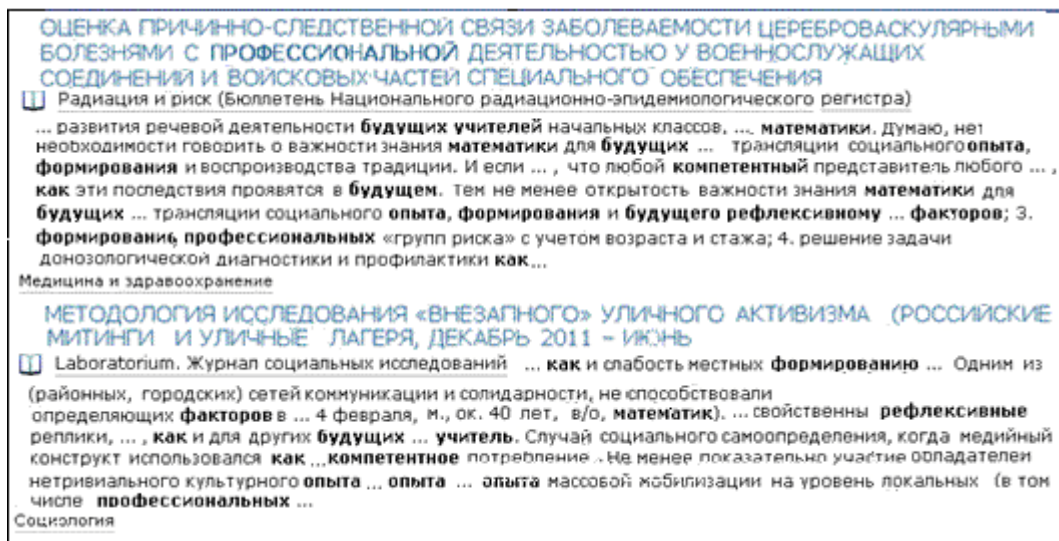 ОЦЕНКА ПРИЧИННО-СЛЕДСТВЕННОЙ СВЯЗИ ЗАБОЛЕВАЕМОСТИ ЦЕРЕБРОВАСКУЛЯРНЫМИ
БОЛЕЗНЯМИ С ПРОФЕССИОНАЛЬНОЙ ДЕЯТЕЛЬНОСТЬЮ У ВОЕННОСЛУЖАЩИХ
СОЕДИНЕНИЙ И ВОЙСКОВЫХ ЧАСТЕЙ СПЕЦИАЛЬНОГО ОБЕСПЕЧЕНИЯ
Радиация и риск (Бюллетень Национального радиационно-эпидемиологического регистра)
... развития речевой деятельности будущих учителей начальных классов, ... математики. Думаю, нет
необходимости говорить о важности знания математики для будущих ... трансляции социального опыта,
формирования и воспроизводства традиции. И если ... , что любой компетентный представитель любого ... ,
как эти последствия проявятся в будущем. Тем не менее открытость важности знания математики для
будущих ... трансляции социального опыта, формирования и будущего рефлексивному ... факторов; 3.
формирование профессиональных «групп риска» с учетом возраста и стажа; 4. решение задачи
донозологической диагностики и профилактики как...
Медицина и здравоохранение
МЕТОДОЛОГИЯ ИССЛЕДОВАНИЯ «ВНЕЗАПНОГО» УЛИЧНОГО АКТИВИЗМА (РОССИЙСКИЕ
МИТИНГИ И УЛИЧНЫЕ ЛАГЕРЯ, ДЕКАБРЬ 2011 – ИЮНЬ
Laboratorium. Журнал социальных исследований ... как и слабость местных формированию ... Одним из
(районных, городских) сетей коммуникации и солидарности, не способствовали
определяющих факторов в ... 4 февраля, м., ок. 40 лет, в/о, математик). ... свойственны рефлексивные
реплики, ... , как и для других будущих ... учитель. Случай социального самоопределения, когда медийный
конструкт использовался как ... компетентное потребление . Не менее показательно участие обладателей
нетривиального культурного опыта ... опыта ... опыта массовой мобилизации на уровень локальных (в том
числе профессиональных ...
Социология